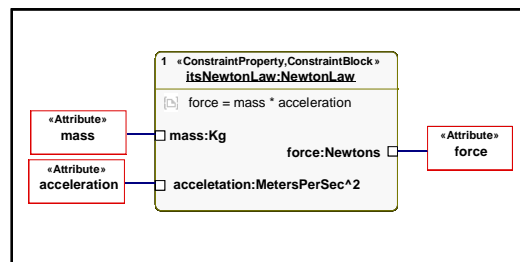 1 «ConstraintProperty,ConstraintBlock»
itsNewtonLaw:NewtonLaw
force = mass * acceleration
«Attribute»
mass
mass:Kg
«Attribute»
force
force:Newtons
«Attribute»
acceleration
acceletation:MetersPerSec^2